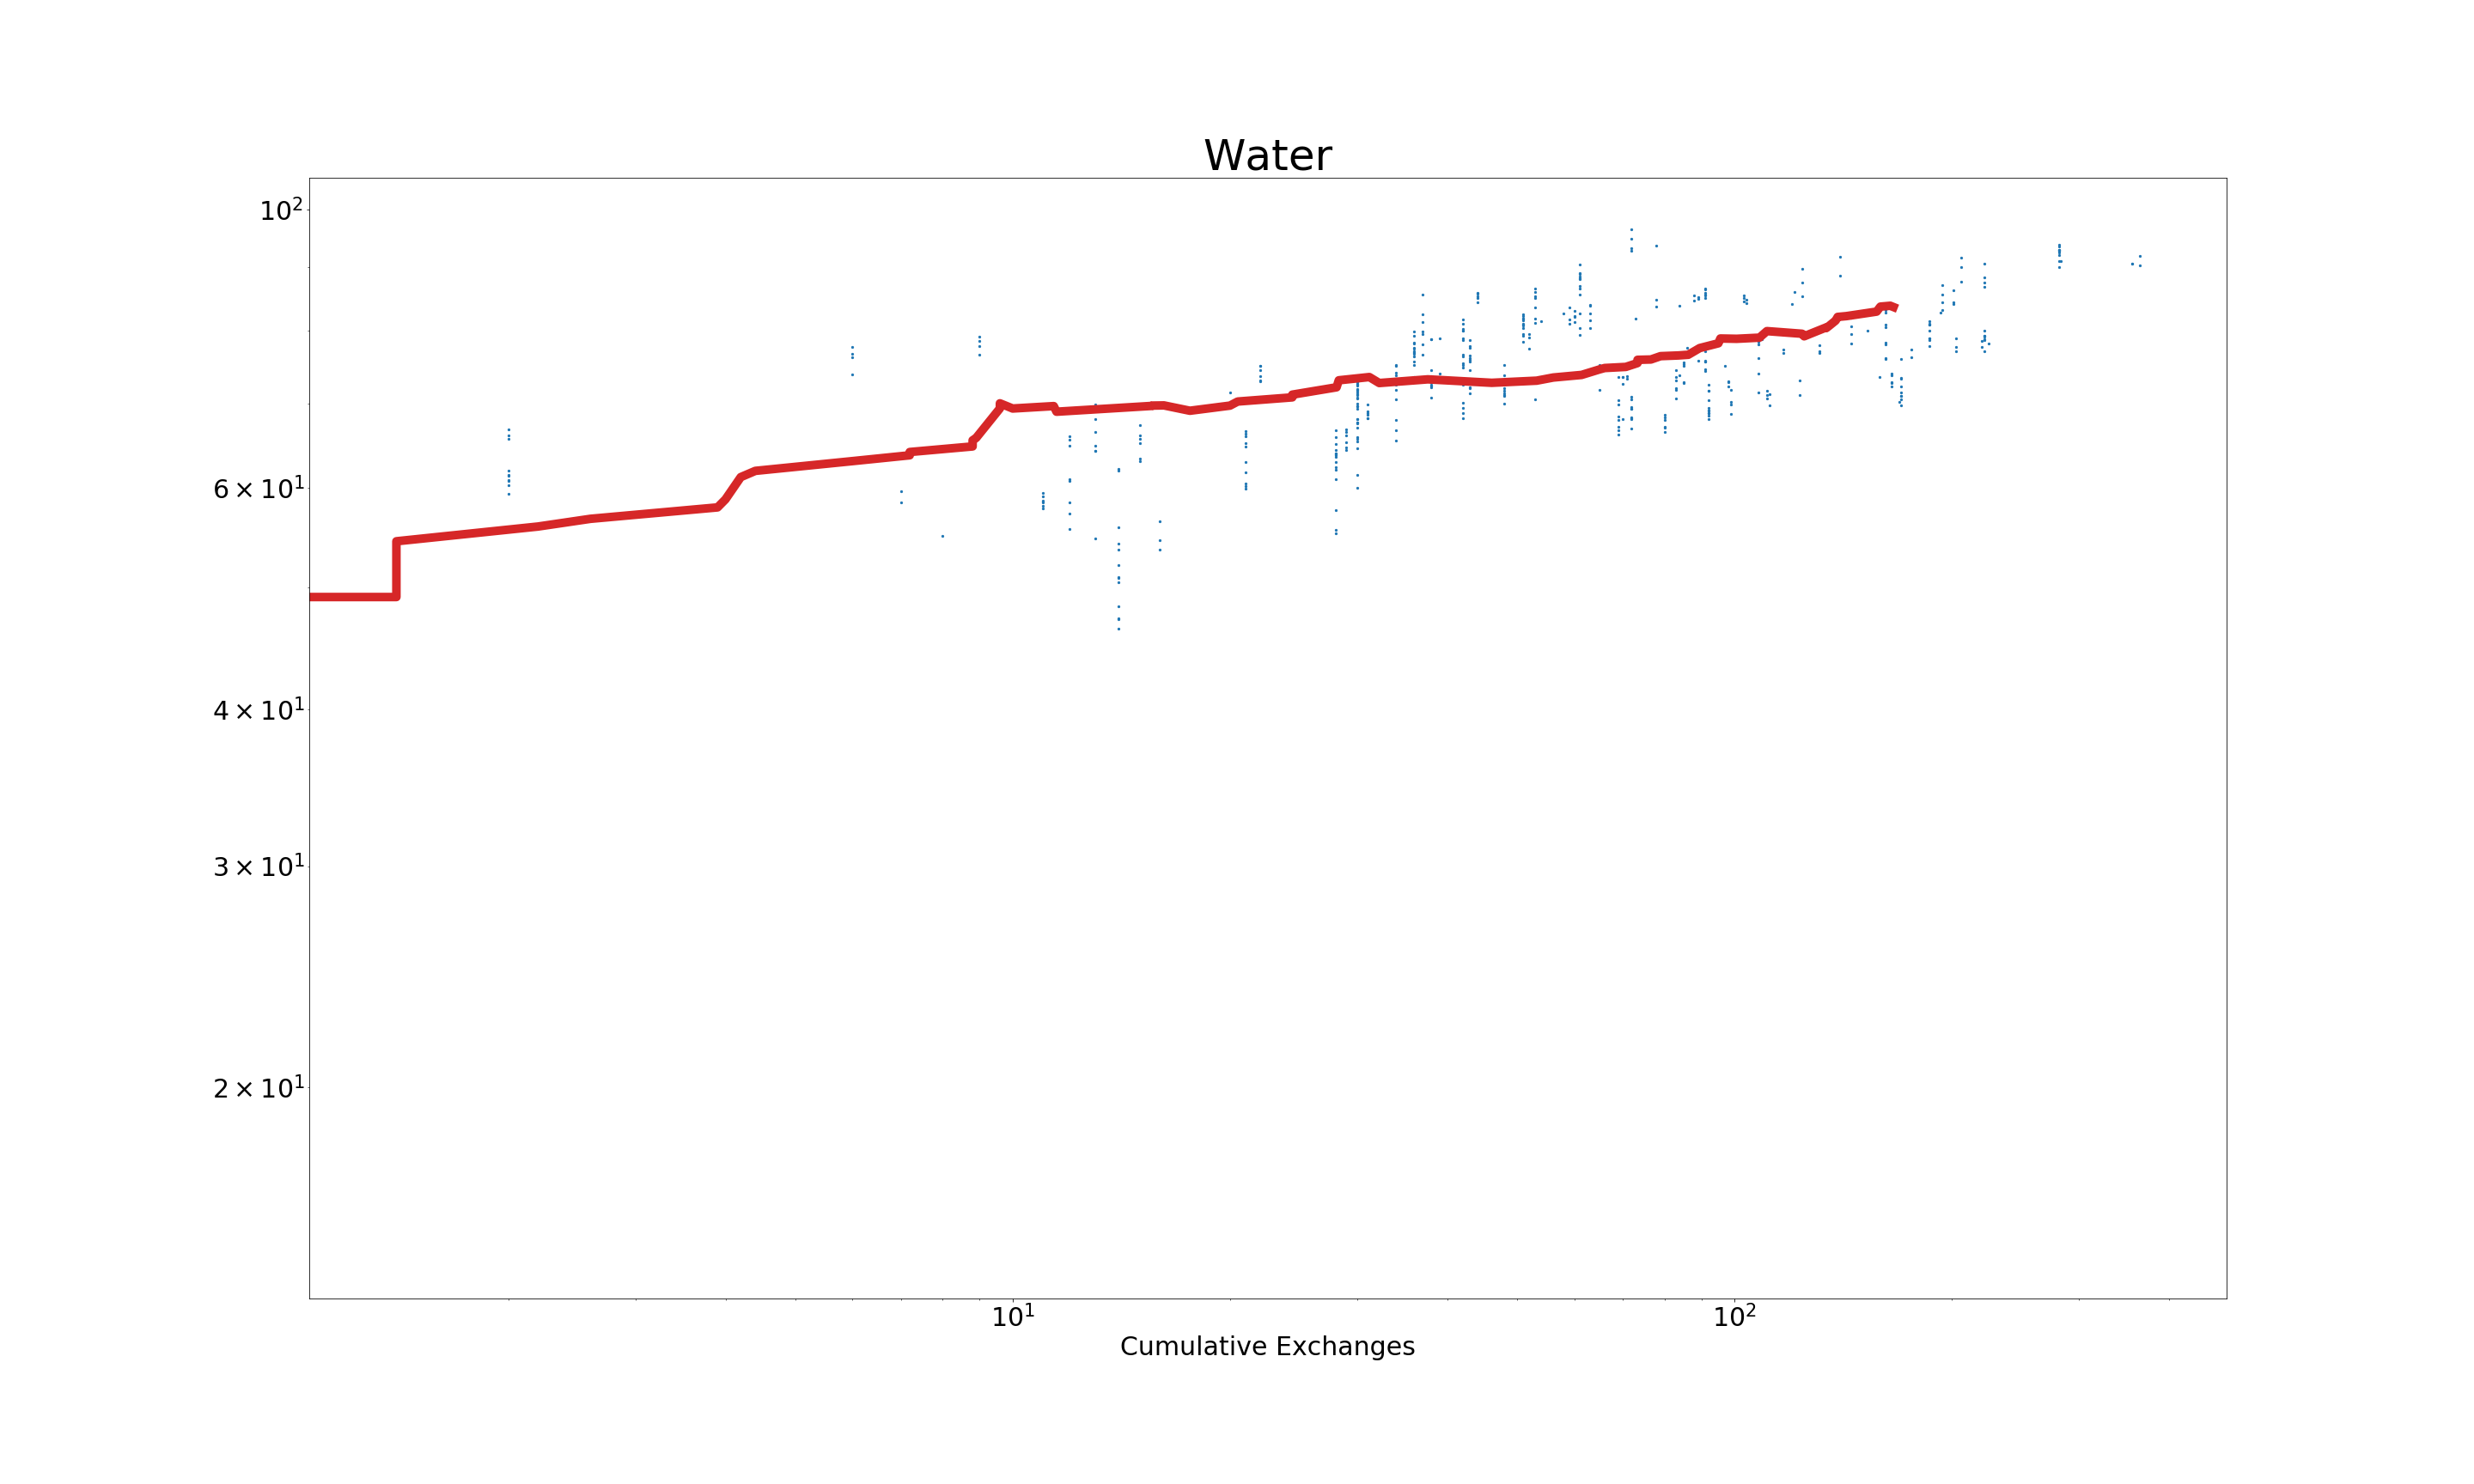 Water
10²
6 × 10¹
4 × 10¹
3 × 10¹
2 × 10¹
10¹ 10²
Cumulative Exchanges